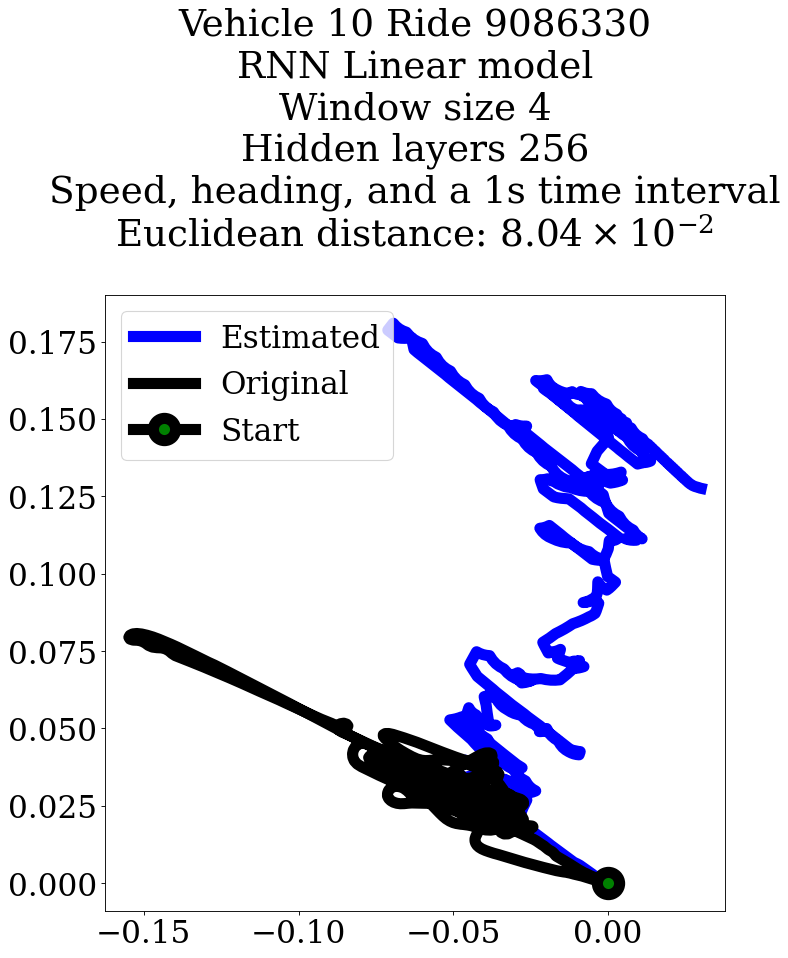 Vehicle 10 Ride 9086330
RNN Linear model
Window size 4
Hidden layers 256
Speed, heading, and a 1s time interval
Euclidean distance: 8.04 × 10⁻²
Estimated
Original
Start
0.175
0.150
0.125
0.100
0.075
0.050
0.025
0.000
−0.15 −0.10 −0.05 0.00